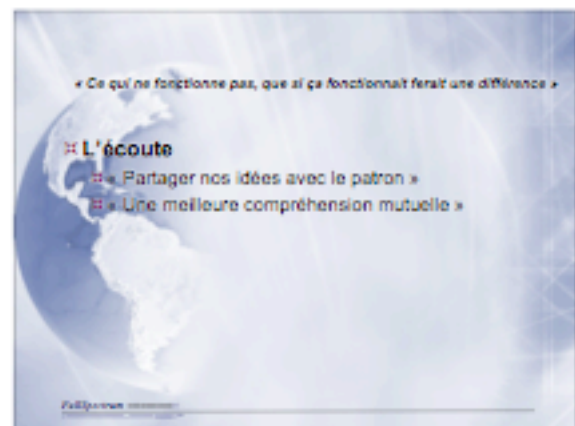 « Ce qui ne fonctionne pas, que si ça fonctionnait ferait une différence »
L'écoute
« Partager nos idées avec le patron »
« Une meilleure compréhension mutuelle »